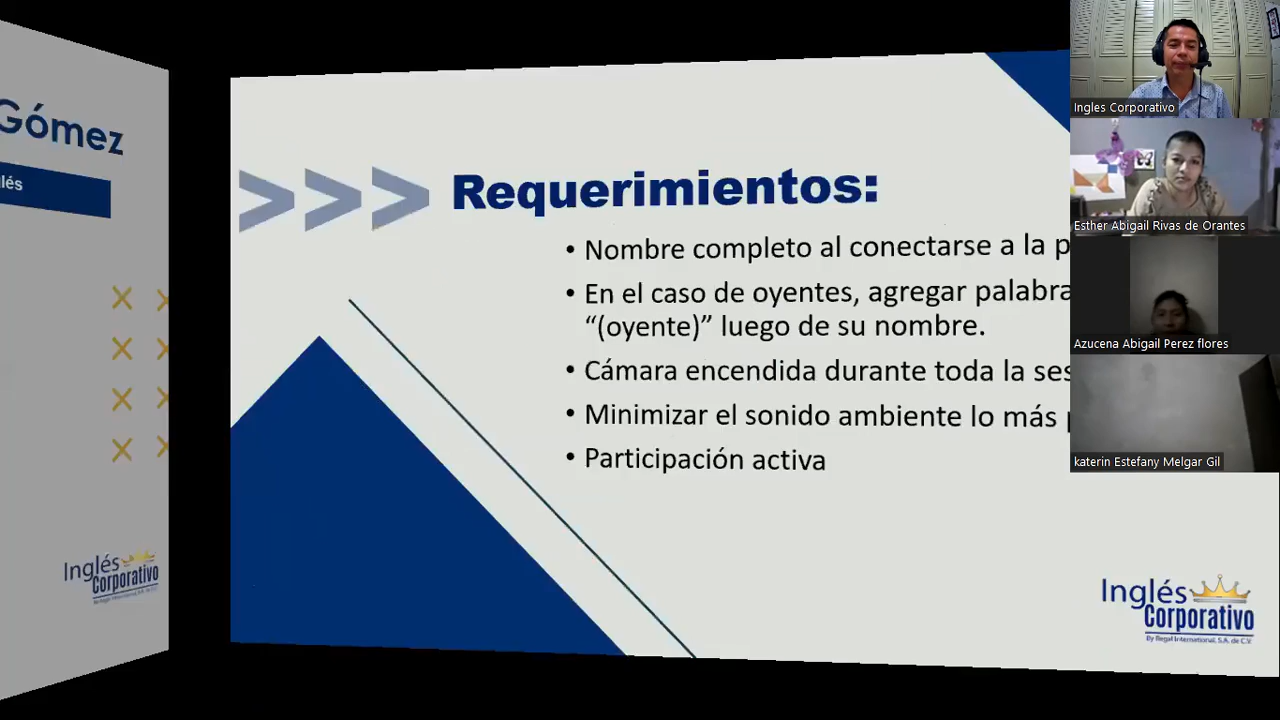 Gómez
Requerimientos:
• Nombre completo al conectarse a la
• En el caso de oyentes, agregar palabra
“(oyente)” luego de su nombre.
• Cámara encendida durante toda la
• Minimizar el sonido ambiente lo más
• Participación activa
Inglés
Corporativo
Inglés
Corporativo
By Regal International, S.A. de C.V.
Ingles Corporativo
Esther Abigail Rivas de Orantes
Azucena Abigail Perez flores
katerin Estefany Melgar Gil